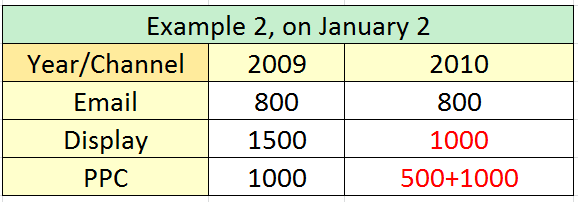 Example 2, on January 2
Year/Channel 2009 2010
Email 800 800
Display 1500 1000
PPC 1000 500+1000